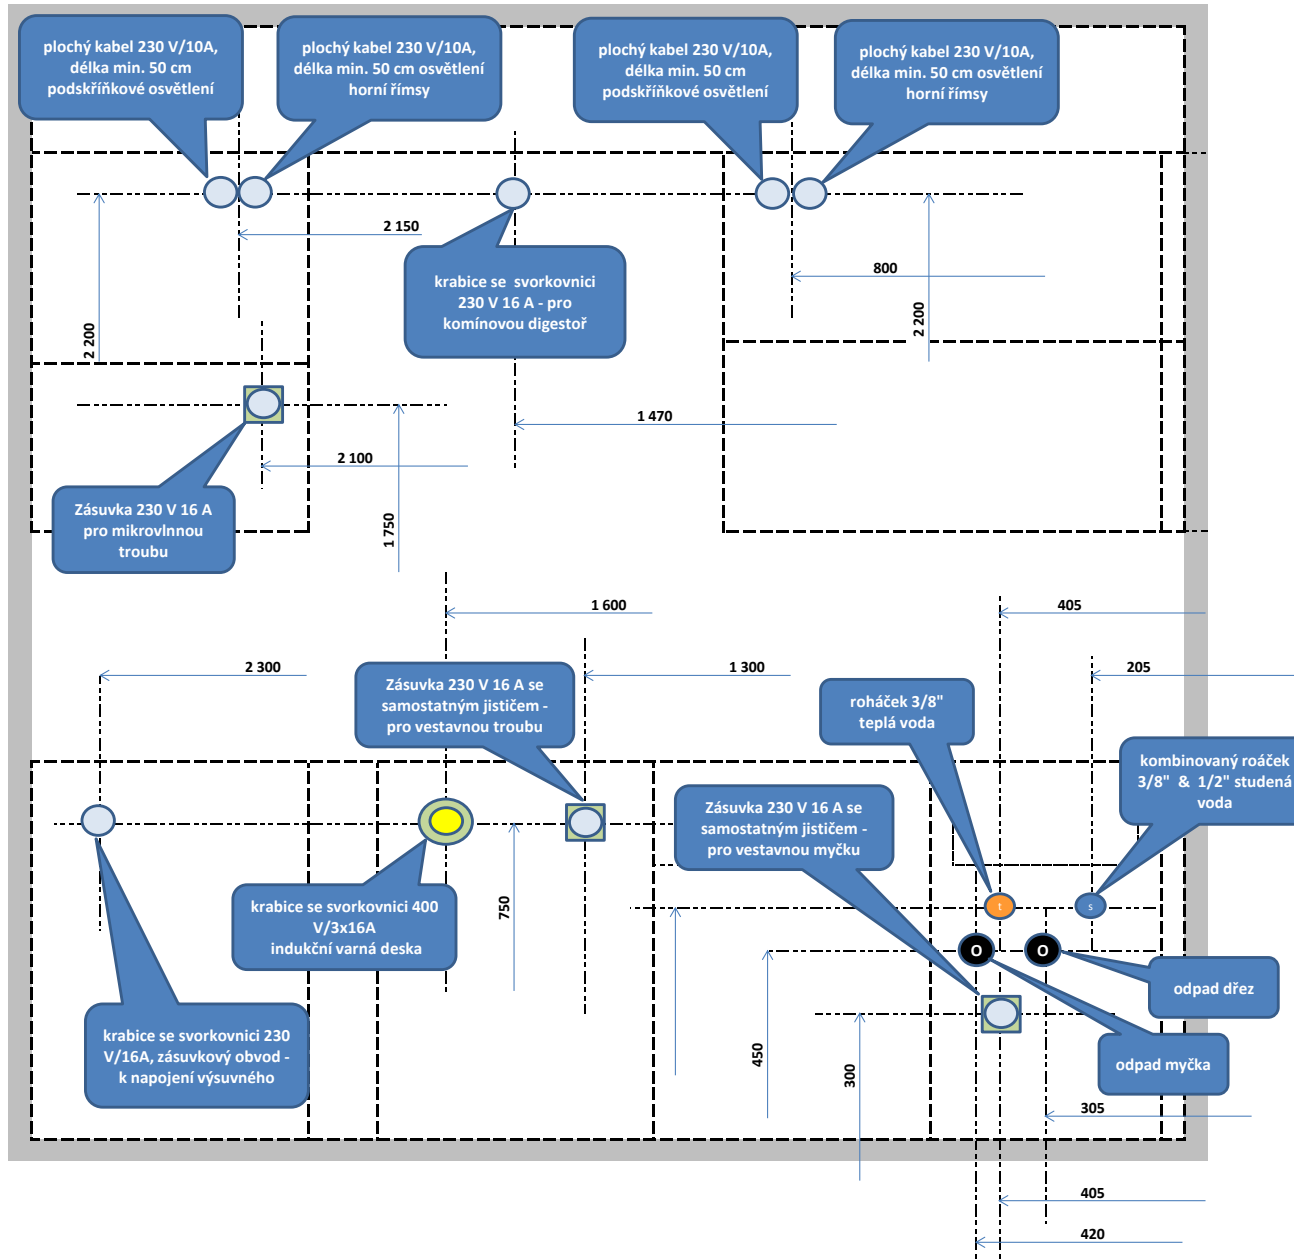 plochý kabel 230 V/10A,
délka min. 50 cm
podskříňkové osvětlení
plochý kabel 230 V/10A,
délka min. 50 cm osvětlení
horní římsy
plochý kabel 230 V/10A,
délka min. 50 cm
podskříňkové osvětlení
plochý kabel 230 V/10A,
délka min. 50 cm osvětlení
horní římsy
2 150
krabice se svorkovnici
230 V 16 A - pro
komínovou digestoř
800
2 200
2 200
1 470
2 100
Zásuvka 230 V 16 A
pro mikrovlnnou
troubu
1 750
1 600
405
2 300
1 300
205
Zásuvka 230 V 16 A se
samostatným jističem -
pro vestavnou troubu
roháček 3/8"
teplá voda
kombinovaný roáček
3/8" & 1/2" studená
voda
Zásuvka 230 V 16 A se
samostatným jističem -
pro vestavnou myčku
krabice se svorkovnici 400
V/3x16A
indukční varná deska
750
t
s
O
O
odpad dřez
krabice se svorkovnici 230
V/16A, zásuvkový obvod -
k napojení výsuvného
450
300
odpad myčka
305
405
420